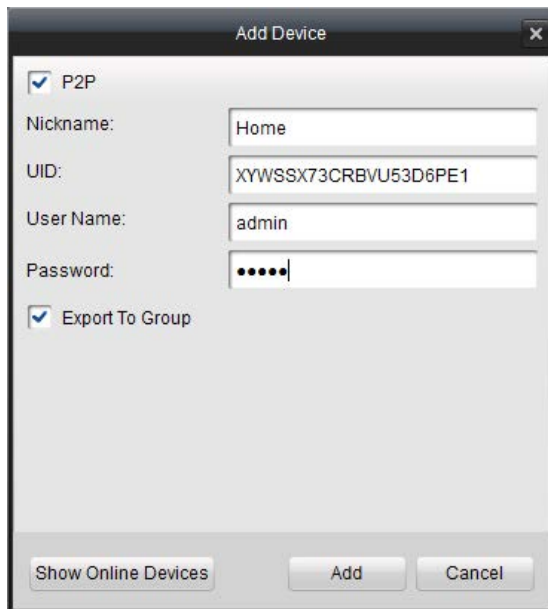 Add Device
P2P
Nickname: Home
UID: XYWSSX73CRBVU53D6PE1
User Name: admin
Password: •••••
Export To Group
Show Online Devices Add Cancel